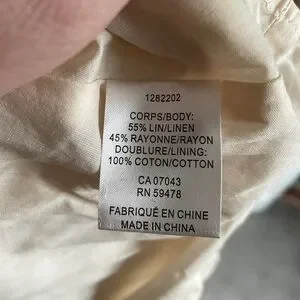 1282202
CORPS/BODY:
55% LIN/LINEN
45% RAYONNE/RAYON
DOUBLURE/LINING:
100% COTON/COTTON
CA 07043
RN 59478
FABRIQUÉ EN CHINE
MADE IN CHINA